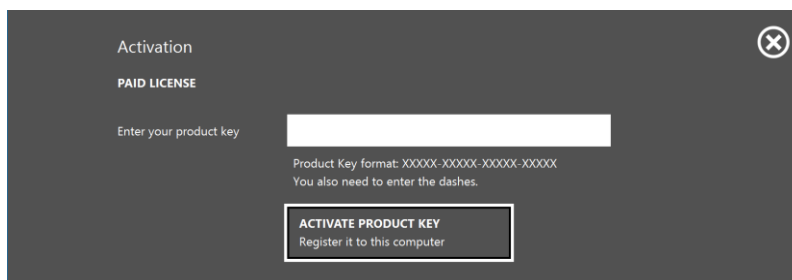 Activation
PAID LICENSE
Enter your product key
Product Key format: XXXXX-XXXXX-XXXXX-XXXXX
You also need to enter the dashes.
ACTIVATE PRODUCT KEY
Register it to this computer